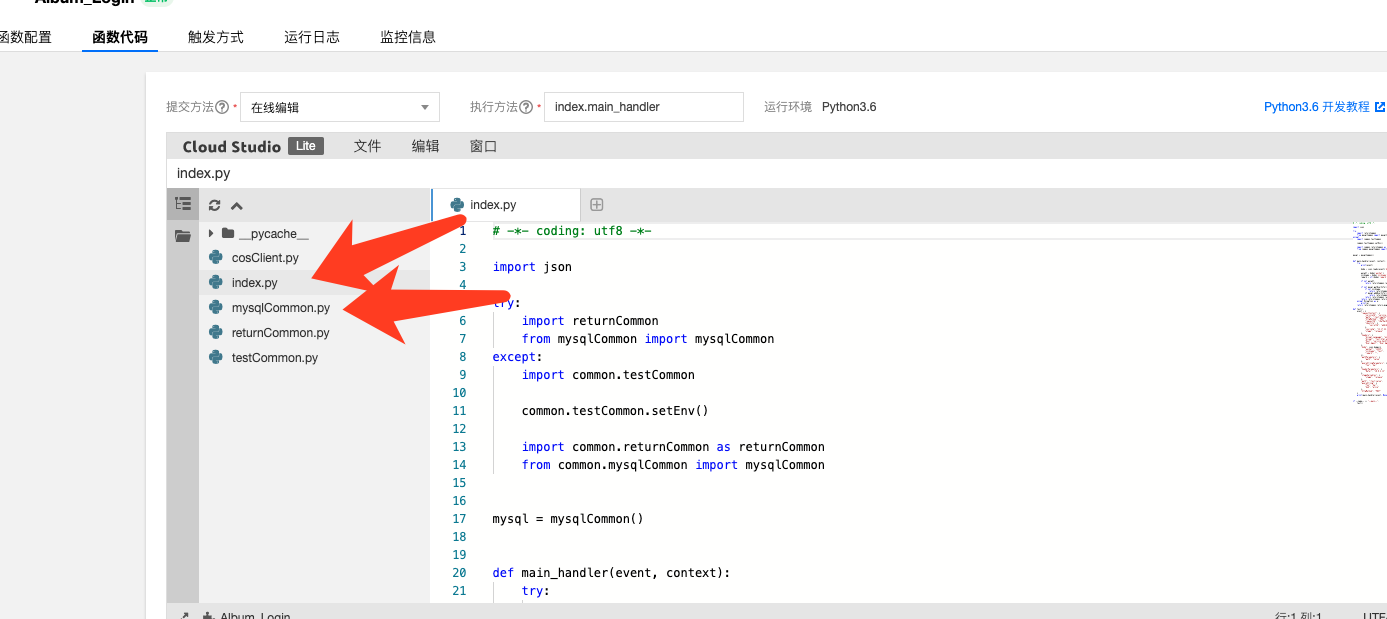 Album_Login 正常
函数配置 函数代码 触发方式 运行日志 监控信息
提交方法 * 在线编辑 执行方法 * index.main_handler 运行环境 Python3.6 Python3.6 开发教程
Cloud Studio Lite 文件 编辑 窗口
index.py
index.py
__pycache__
cosClient.py
index.py
mysqlCommon.py
returnCommon.py
testCommon.py
1 # -*- coding: utf8 -*-
2
3 import json
4
try:
6 import returnCommon
7 from mysqlCommon import mysqlCommon
8 except:
9 import common.testCommon
10
11 common.testCommon.setEnv()
12
13 import common.returnCommon as returnCommon
14 from common.mysqlCommon import mysqlCommon
15
16
17 mysql = mysqlCommon()
18
19
20 def main_handler(event, context):
21 try:
Album_Login 行:1 列:1 UTF